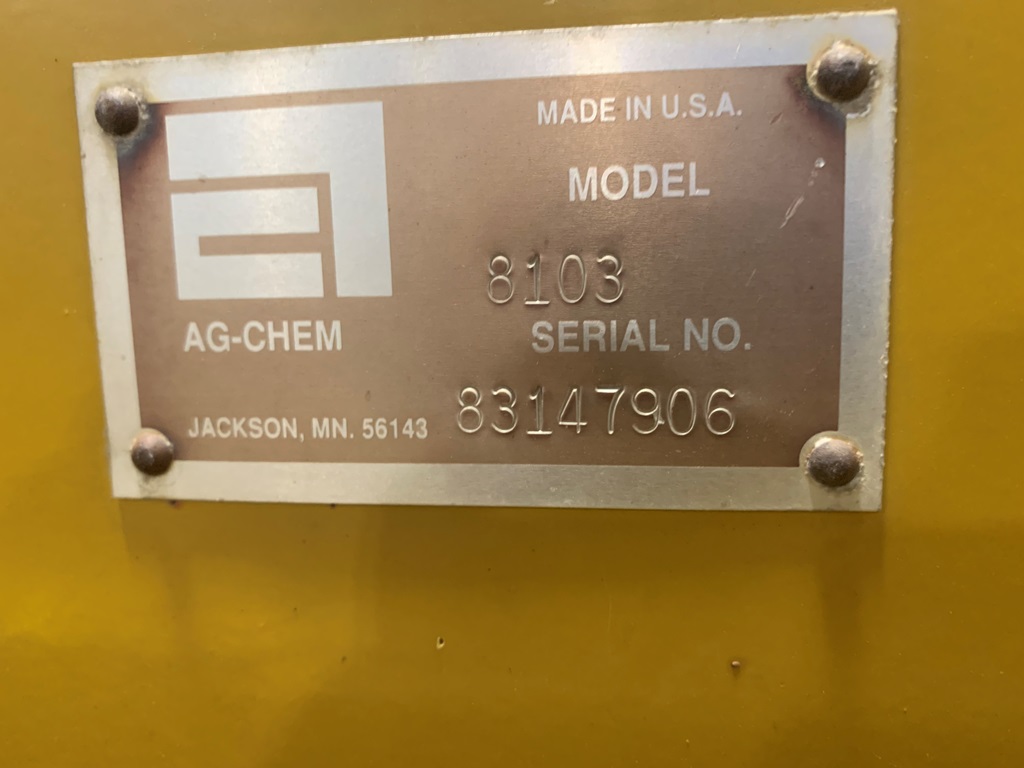 MADE IN U.S.A.
MODEL
8103
AG-CHEM
SERIAL NO.
JACKSON, MN. 56143
83147906